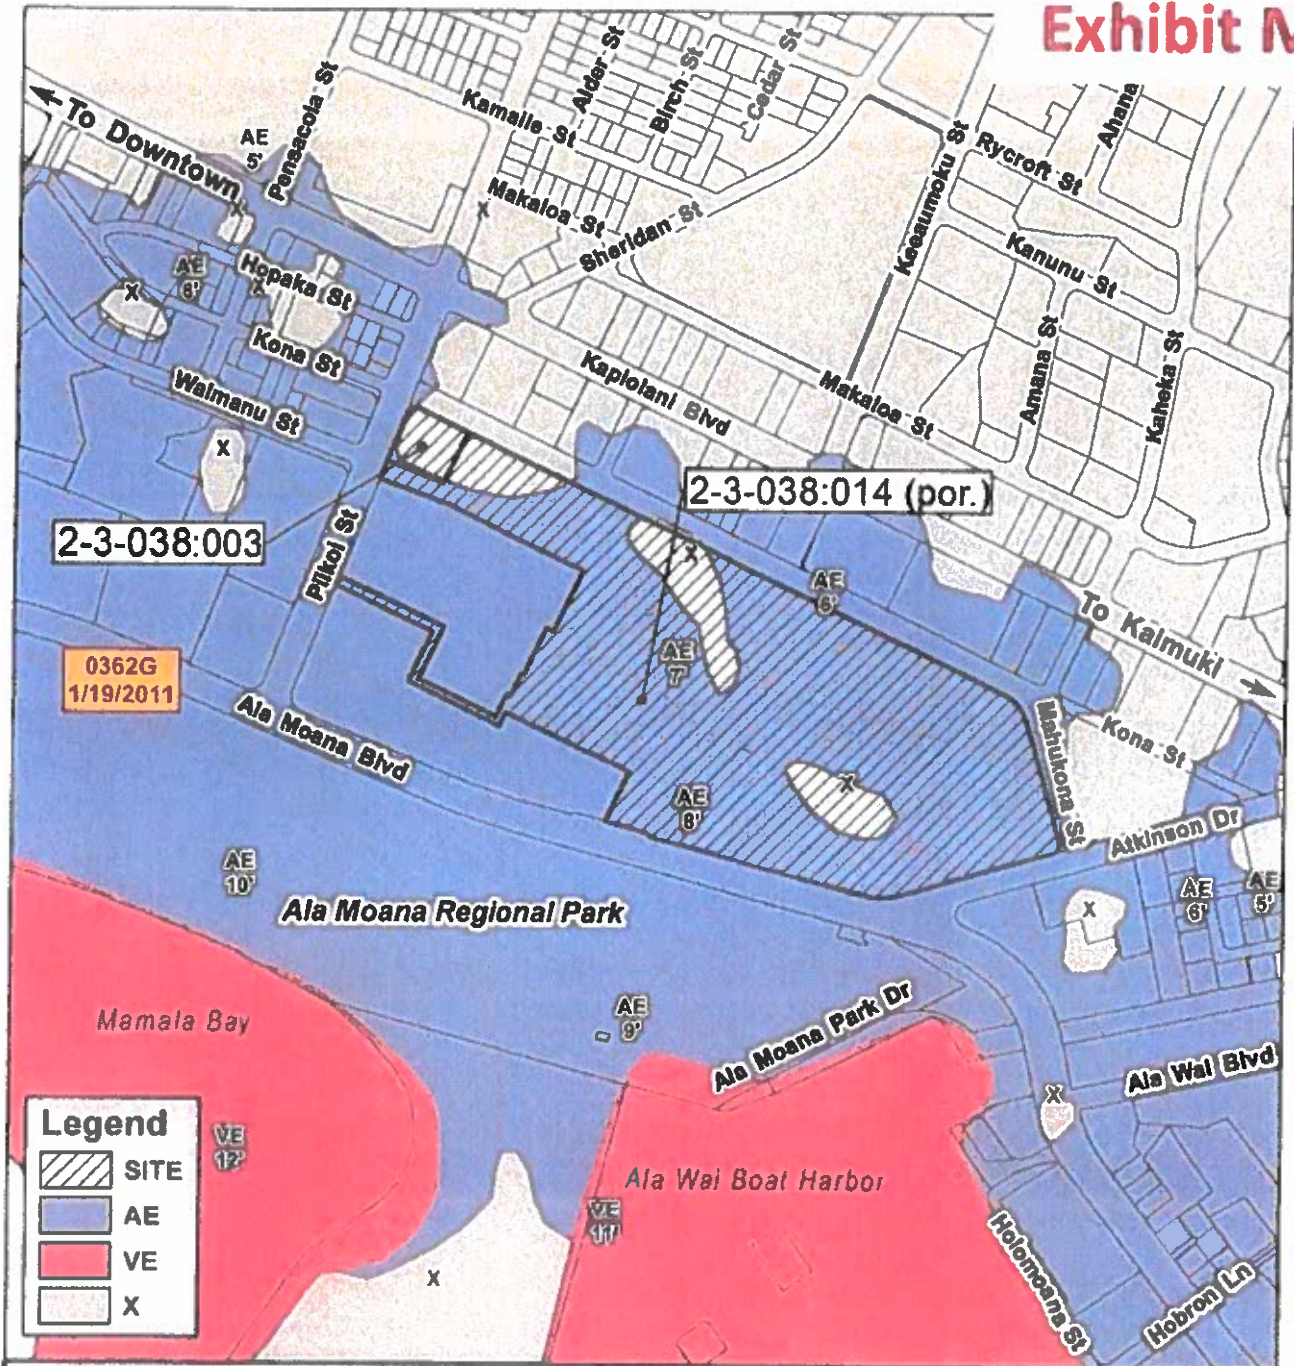 Exhibit M
To Downtown
AE
5'
Pensacola St
Kamaile St
Alder St
Birch St
Cedar St
Makaloa St
X
Sheridan St
Keeaumoku St
Rycroft St
Ahana
Kanunu St
Amana St
Kaheka St
X
AE
6'
Hopaka St
X
X
Kona St
Waimanu St
X
Kapiolani Blvd
Makaloa St
2-3-038:003
2-3-038:014 (por.)
Piikoi St
X
AE
6'
AE
7'
To Kaimuki
0362G
1/19/2011
Ala Moana Blvd
Mahukona St
Kona St
AE
8'
X
Atkinson Dr
AE
10'
Ala Moana Regional Park
X
AE
6'
AE
5'
Mamala Bay
AE
9'
Ala Moana Park Dr
Ala Wai Blvd
X
VE
12'
VE
11'
Ala Wai Boat Harbor
X
Holomoana St
Hobron Ln
Legend
SITE
AE
VE
X